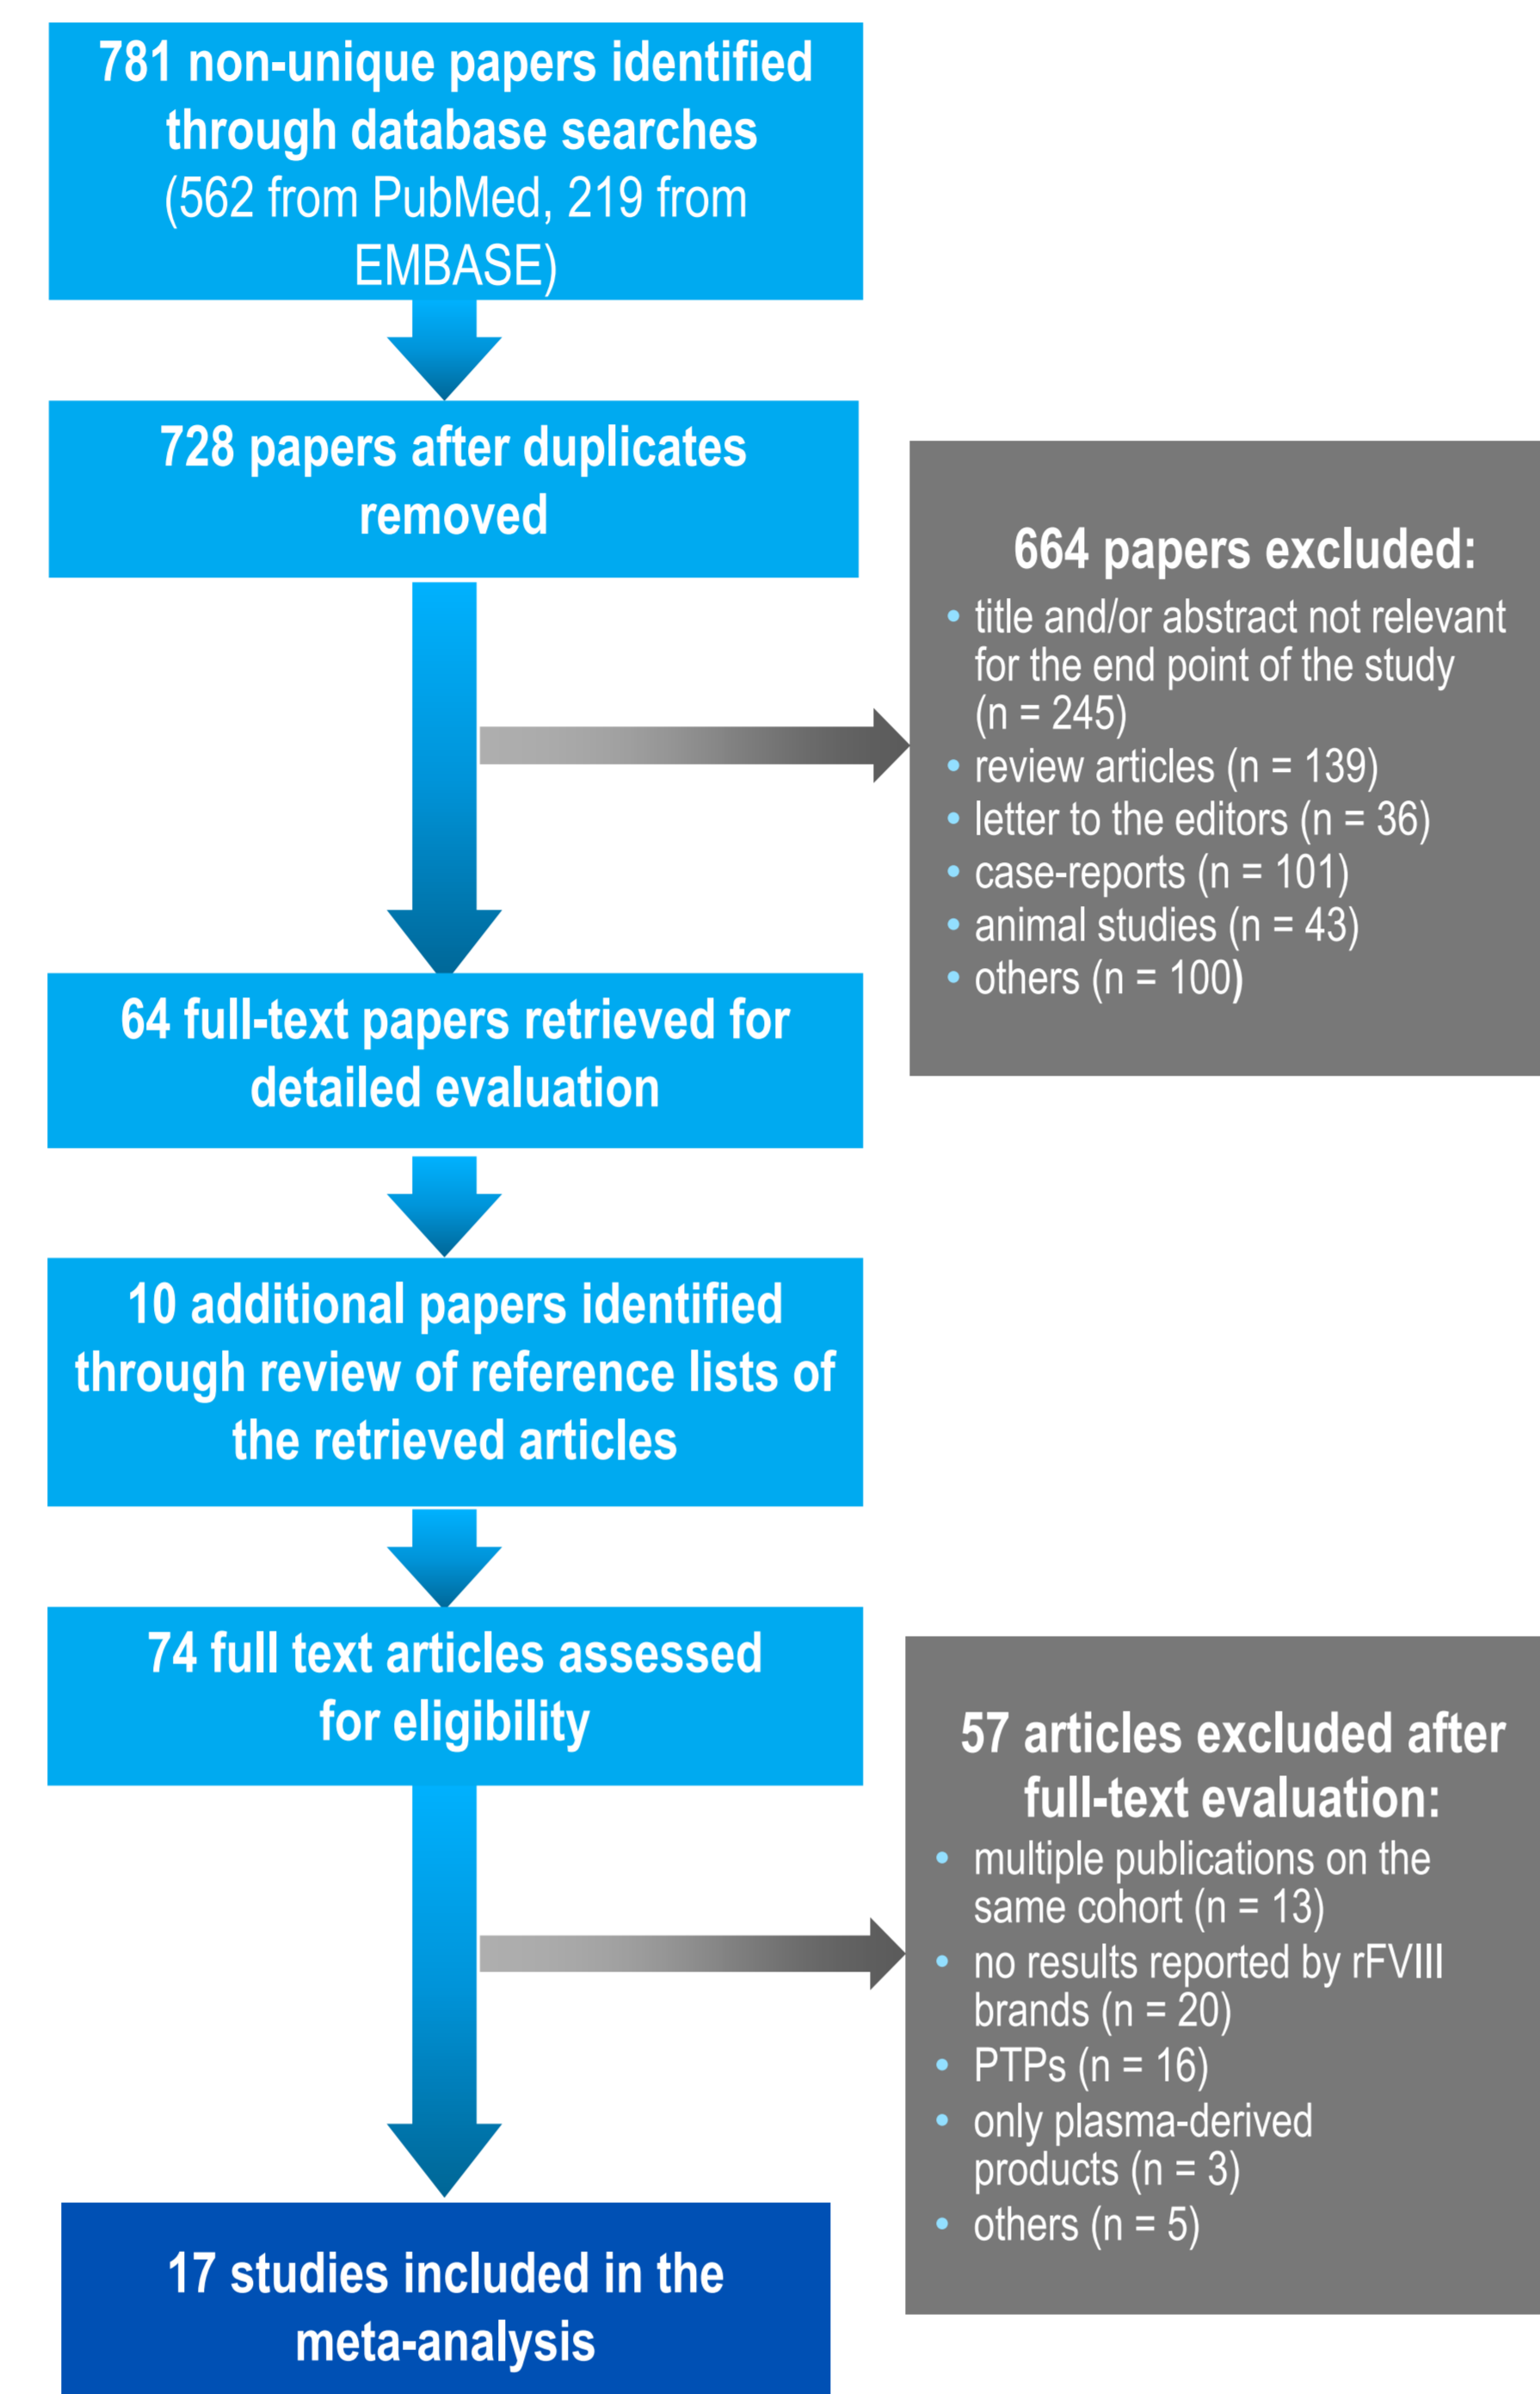 781 non-unique papers identified
through database searches
(562 from PubMed, 219 from
EMBASE)
728 papers after duplicates
removed
664 papers excluded:
• title and/or abstract not relevant
for the end point of the study
(n = 245)
• review articles (n = 139)
• letter to the editors (n = 36)
• case-reports (n = 101)
• animal studies (n = 43)
• others (n = 100)
64 full-text papers retrieved for
detailed evaluation
10 additional papers identified
through review of reference lists of
the retrieved articles
74 full text articles assessed
for eligibility
57 articles excluded after
full-text evaluation:
• multiple publications on the
same cohort (n = 13)
• no results reported by rFVIII
brands (n = 20)
• PTPs (n = 16)
• only plasma-derived
products (n = 3)
• others (n = 5)
17 studies included in the
meta-analysis